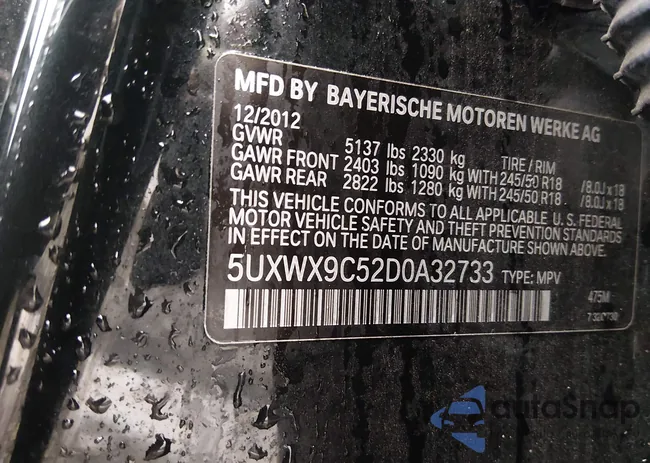 MFD BY BAYERISCHE MOTOREN WERKE AG
12/2012
GVWR 5137 lbs 2330 kg TIRE / RIM
GAWR FRONT 2403 lbs 1090 kg WITH 245/50 R18 /8.0J x 18
GAWR REAR 2822 lbs 1280 kg WITH 245/50 R18 /8.0J x 18
THIS VEHICLE CONFORMS TO ALL APPLICABLE U. S. FEDERAL
MOTOR VEHICLE SAFETY AND THEFT PREVENTION STANDARDS
IN EFFECT ON THE DATE OF MANUFACTURE SHOWN ABOVE.
5UXWX9C52D0A32733 TYPE: MPV
475M
autoSnap